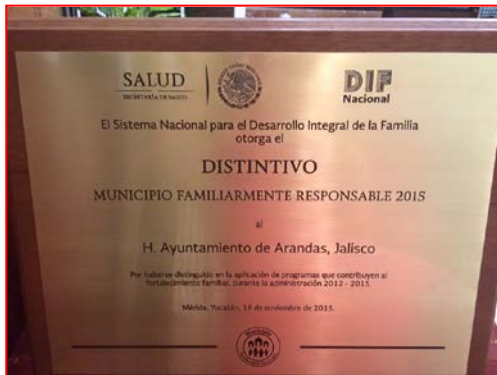 SALUD
SECRETARÍA DE SALUD
DIF
Nacional
El Sistema Nacional para el Desarrollo Integral de la Familia
otorga el
DISTINTIVO
MUNICIPIO FAMILIARMENTE RESPONSABLE 2015
al
H. Ayuntamiento de Arandas, Jalisco
Por haberse distinguido en la aplicación de programas que contribuyen al
fortalecimiento familiar, durante la administración 2012 - 2015.
Mérida, Yucatán, 19 de noviembre de 2015.